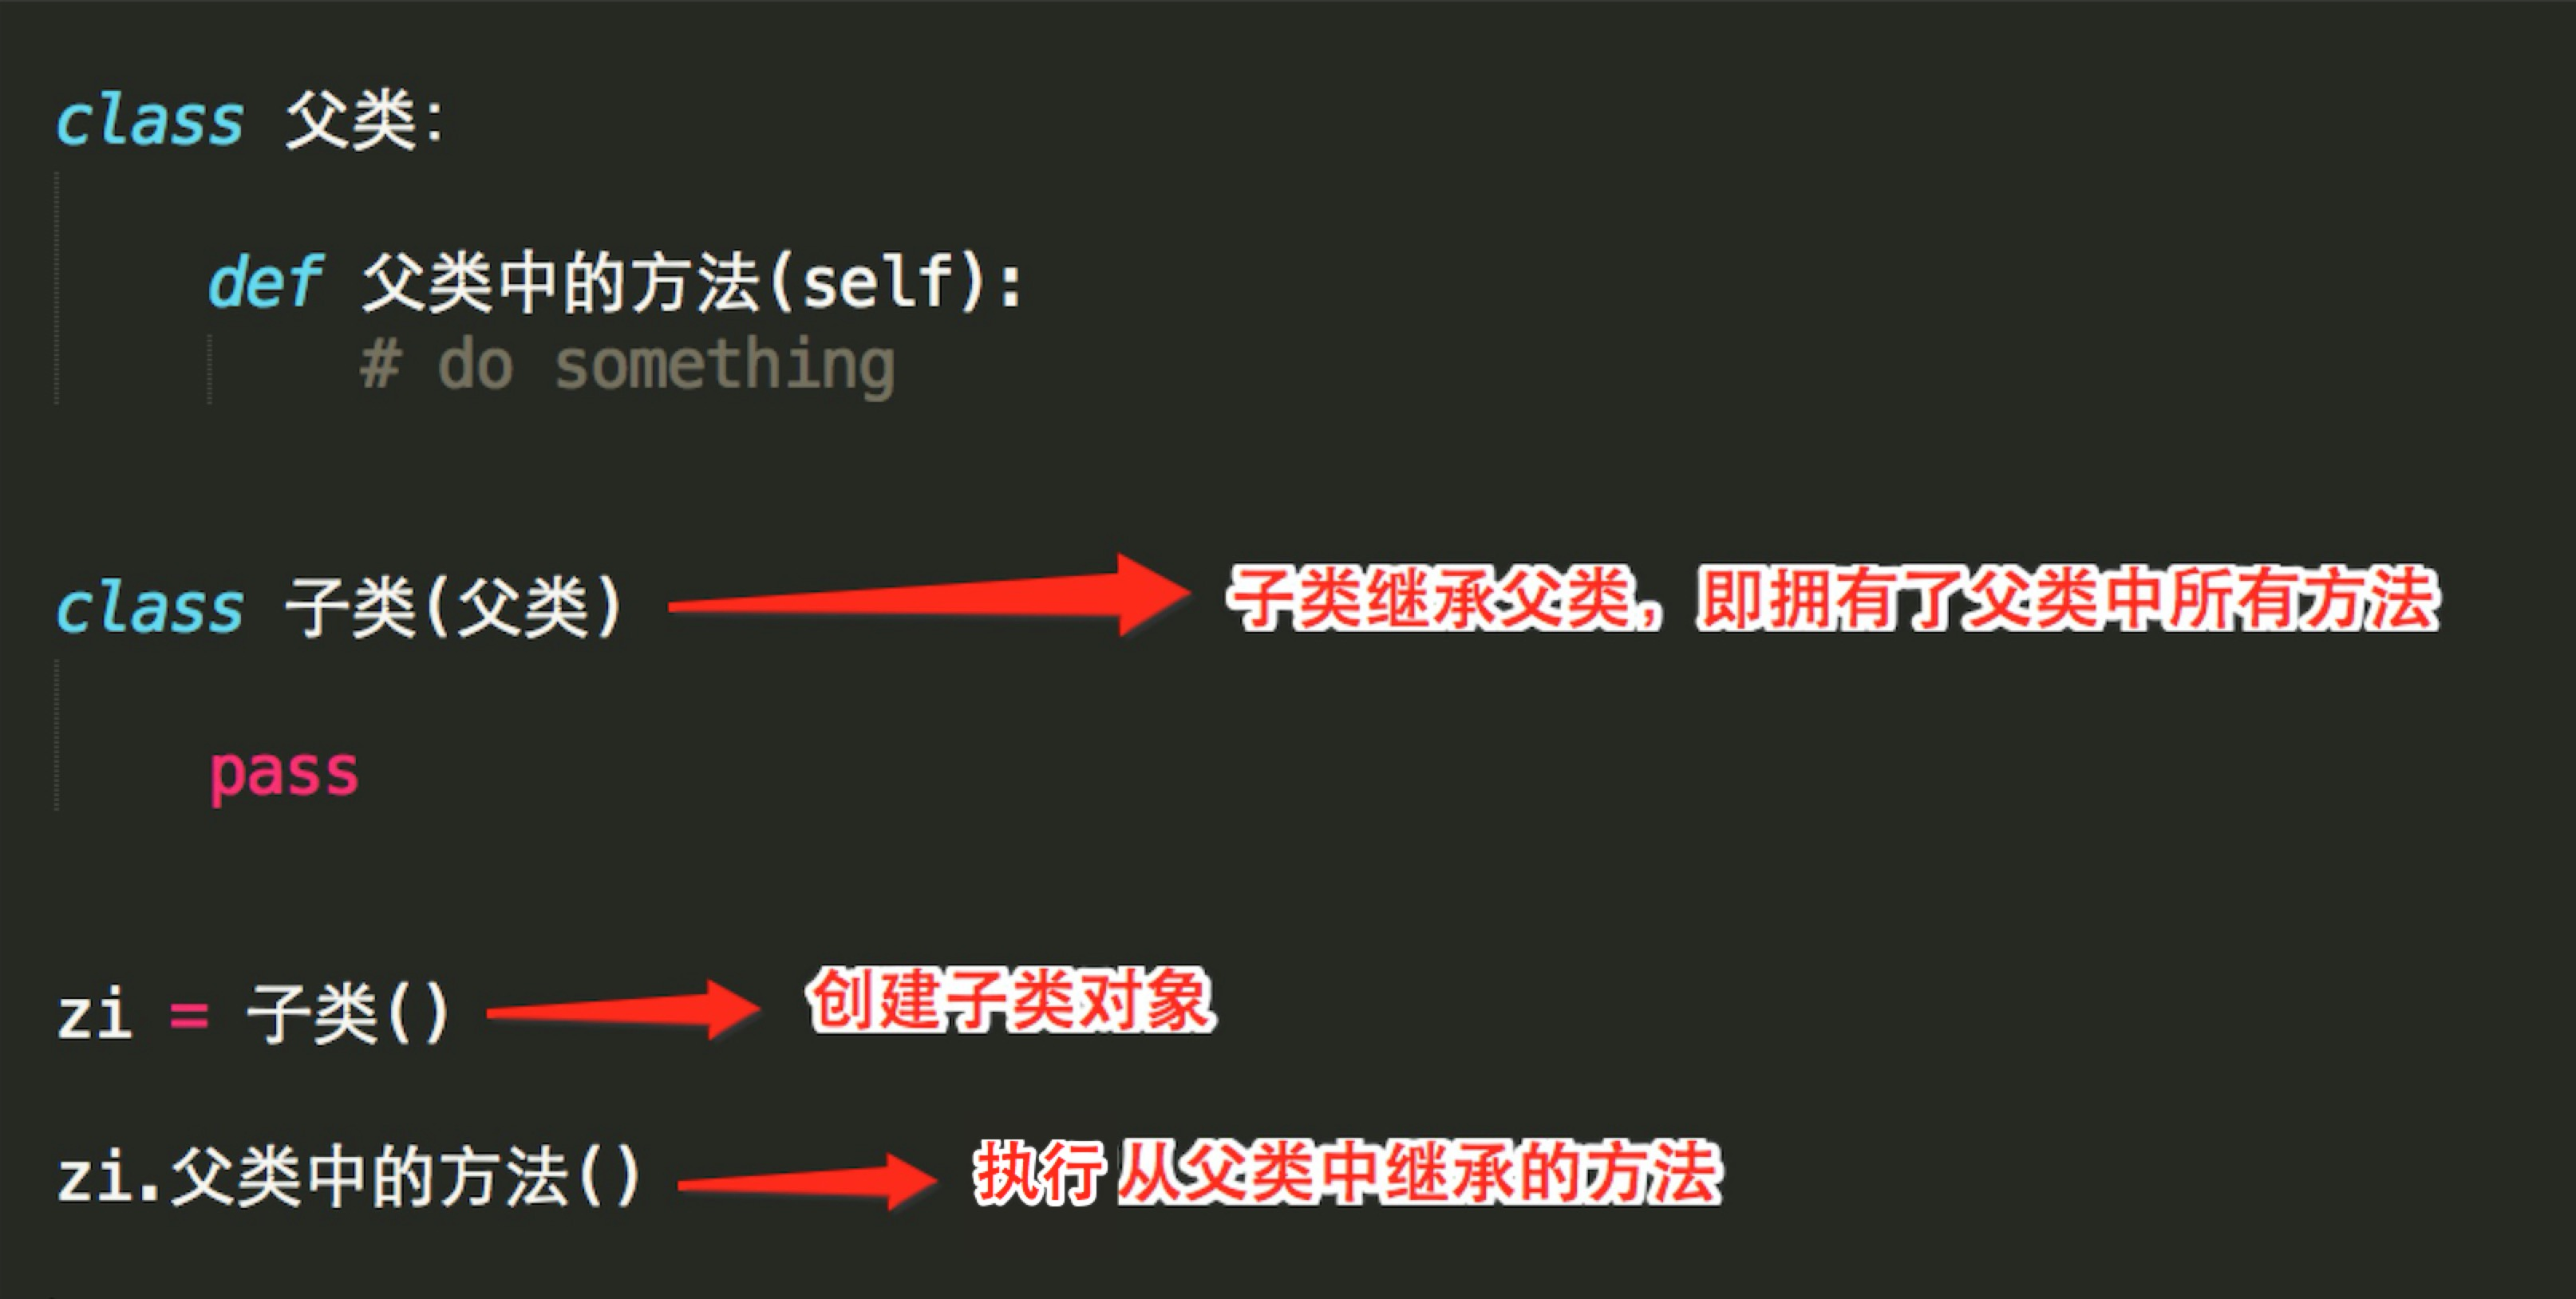 class 父类:
def 父类中的方法(self):
# do something
class 子类(父类) 子类继承父类，即拥有了父类中所有方法
pass
zi = 子类() 创建子类对象
zi.父类中的方法() 执行 从父类中继承的方法